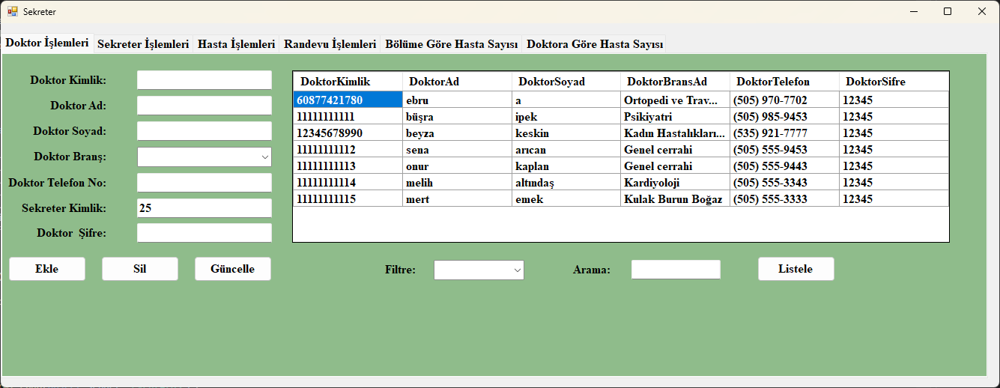 Sekreter
Doktor İşlemleri Sekreter İşlemleri Hasta İşlemleri Randevu İşlemleri Bölüme Göre Hasta Sayısı Doktora Göre Hasta Sayısı
Doktor Kimlik:
Doktor Ad:
Doktor Soyad:
Doktor Branş:
Doktor Telefon No:
Sekreter Kimlik: 25
Doktor Şifre:
Ekle Sil Güncelle
DoktorKimlik DoktorAd DoktorSoyad DoktorBransAd DoktorTelefon DoktorSifre
60877421780 ebru a Ortopedi ve Trav... (505) 970-7702 12345
11111111111 büşra ipek Psikiyatri (505) 985-9453 12345
12345678990 beyza keskin Kadın Hastalıkları... (535) 921-7777 12345
11111111112 sena arıcan Genel cerrahi (505) 555-9453 12345
11111111113 onur kaplan Genel cerrahi (505) 555-9443 12345
11111111114 melih altındaş Kardiyoloji (505) 555-3343 12345
11111111115 mert emek Kulak Burun Boğaz (505) 555-3333 12345
Filtre: Arama: Listele